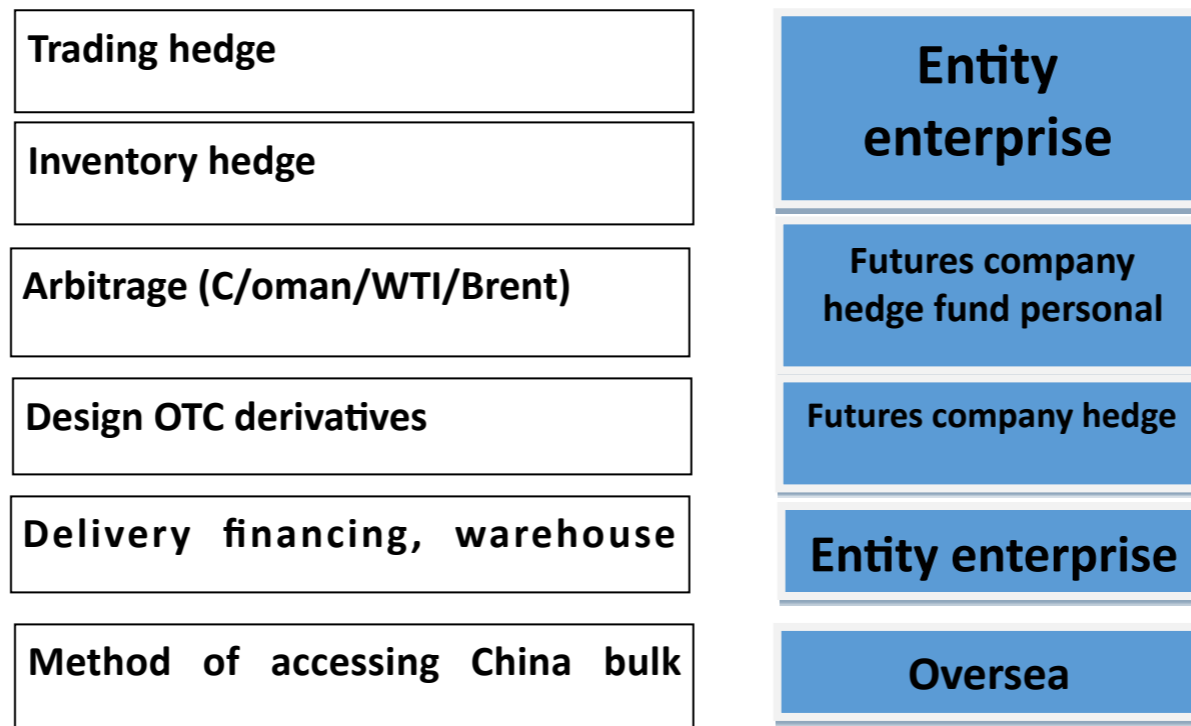 Trading hedge
Inventory hedge
Entity
enterprise
Arbitrage (C/oman/WTI/Brent)
Futures company
hedge fund personal
Design OTC derivatives
Futures company hedge
Delivery financing, warehouse
Entity enterprise
Method of accessing China bulk
Oversea